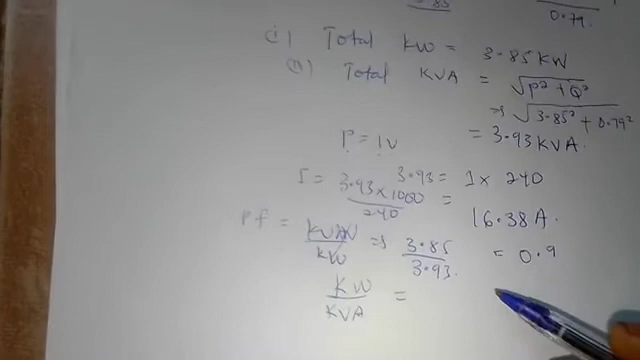 85
0.79
(i) Total KW = 3.85 KW
(ii) Total KVA = √P² + Q²
⇒ √3.85² + 0.79²
= 3.93 KVA.
P = IV
3.93 = I × 240
I = 3.93 × 1000 / 240 = 16.38 A.
Pf = / KW ⇒ 3.85 / 3.93. = 0.9
KW / KVA =